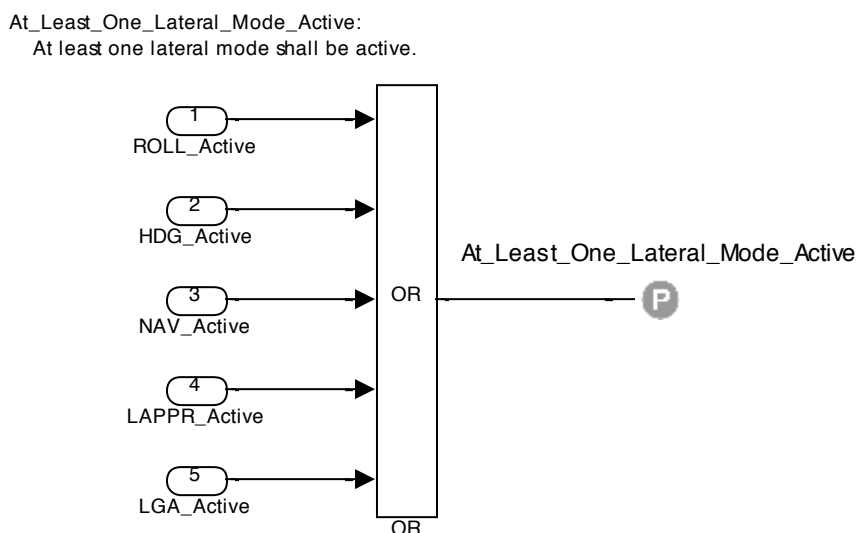 At_Least_One_Lateral_Mode_Active:
At least one lateral mode shall be active.
1
ROLL_Active
2
HDG_Active
3
NAV_Active
4
LAPPR_Active
5
LGA_Active
OR
OR
At_Least_One_Lateral_Mode_Active
P